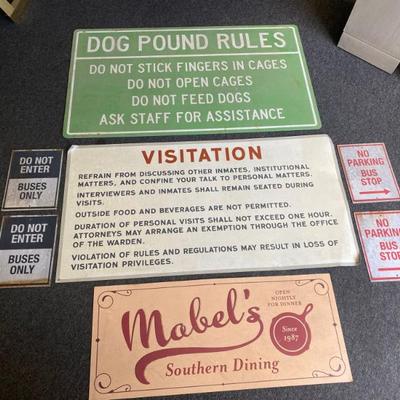 DOG POUND RULES
DO NOT STICK FINGERS IN CAGES
DO NOT OPEN CAGES
DO NOT FEED DOGS
ASK STAFF FOR ASSISTANCE
DO NOT
ENTER
BUSES
ONLY
DO NOT
ENTER
BUSES
ONLY
VISITATION
REFRAIN FROM DISCUSSING OTHER INMATES, INSTITUTIONAL
MATTERS, AND CONFINE YOUR TALK TO PERSONAL MATTERS.
INTERVIEWERS AND INMATES SHALL REMAIN SEATED DURING
VISITS.
OUTSIDE FOOD AND BEVERAGES ARE NOT PERMITTED.
DURATION OF PERSONAL VISITS SHALL NOT EXCEED ONE HOUR.
ATTORNEYS MAY ARRANGE AN EXEMPTION THROUGH THE OFFICE
OF THE WARDEN.
VIOLATION OF RULES AND REGULATIONS MAY RESULT IN LOSS OF
VISITATION PRIVILEGES.
NO
PARKING
BUS
STOP
NO
PARKING
BUS
STOP
Mabel's
Southern Dining
OPEN
NIGHTLY
FOR DINNER
Since
1987